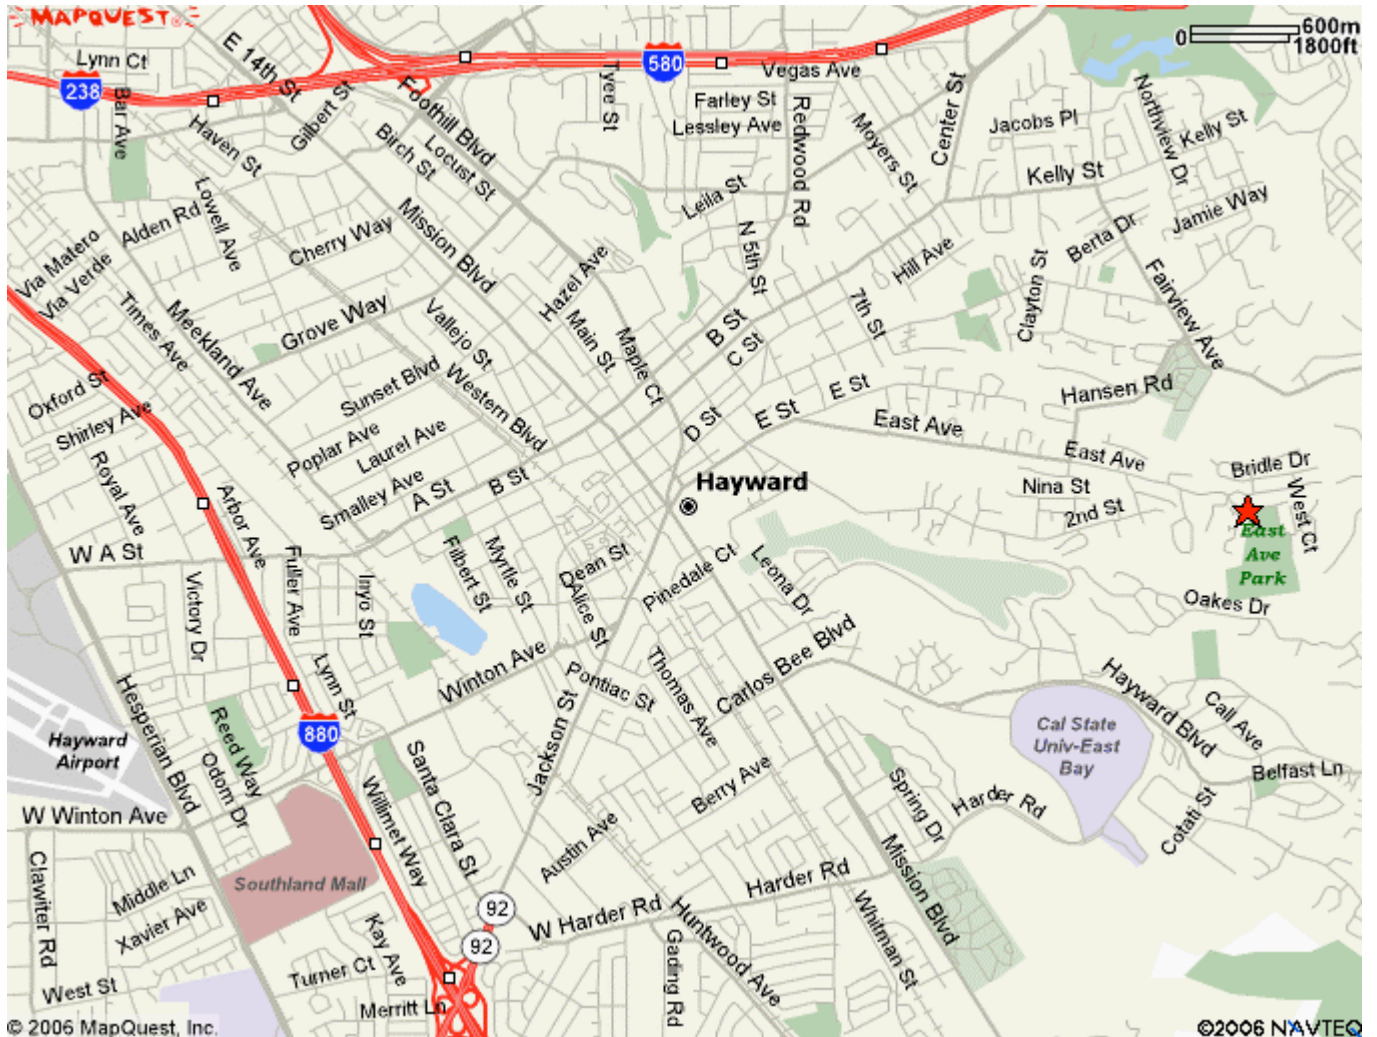 MAPQUEST
0
600m
1800ft
Lynn Ct
238
Bar Ave
E 14th St
Gilbert St
Haven St
Foothill Blvd
Birch St
Locust St
580
Tyee St
Vegas Ave
Farley St
Lessley Ave
Redwood Rd
Moyers St
Center St
Jacobs Pl
Northview Dr
Kelly St
Kelly St
Jamie Way
Berta Dr
Leila St
N 5th St
Hill Ave
Clayton St
Fairview Ave
Lowell Ave
Alden Rd
Via Matero
Via Verde
Times Ave
Meekland Ave
Cherry Way
Mission Blvd
Grove Way
Hazel Ave
Vallejo St
Main St
Maple Ct
B St
C St
7th St
Oxford St
Shirley Ave
Royal Ave
Sunset Blvd
Western Blvd
Poplar Ave
Laurel Ave
Smalley Ave
A St
B St
D St
E St
E St
East Ave
Hansen Rd
East Ave
Bridle Dr
West Ct
Hayward
Nina St
2nd St
East
Ave
Park
Oakes Dr
Arbor Ave
W A St
Victory Dr
Fuller Ave
Inyo St
Filbert St
Myrtle St
Dean St
Alice St
Pinedale Ct
Leona Dr
Carlos Bee Blvd
Winton Ave
Pontiac St
Thomas Ave
Lynn St
Hesperian Blvd
Reed Way
Odom Dr
880
Hayward
Airport
W Winton Ave
Jackson St
Santa Clara St
Willimet Way
Berry Ave
Austin Ave
Spring Dr
Harder Rd
Cal State
Univ-East
Bay
Hayward Blvd
Call Ave
Belfast Ln
Cotati St
Clawiter Rd
Middle Ln
Xavier Ave
West St
Southland Mall
Kay Ave
Turner Ct
Merritt Ln
92
92
W Harder Rd
Harder Rd
Huntwood Ave
Gading Rd
Whitman St
Mission Blvd
© 2006 MapQuest, Inc.
©2006 NAVTEQ